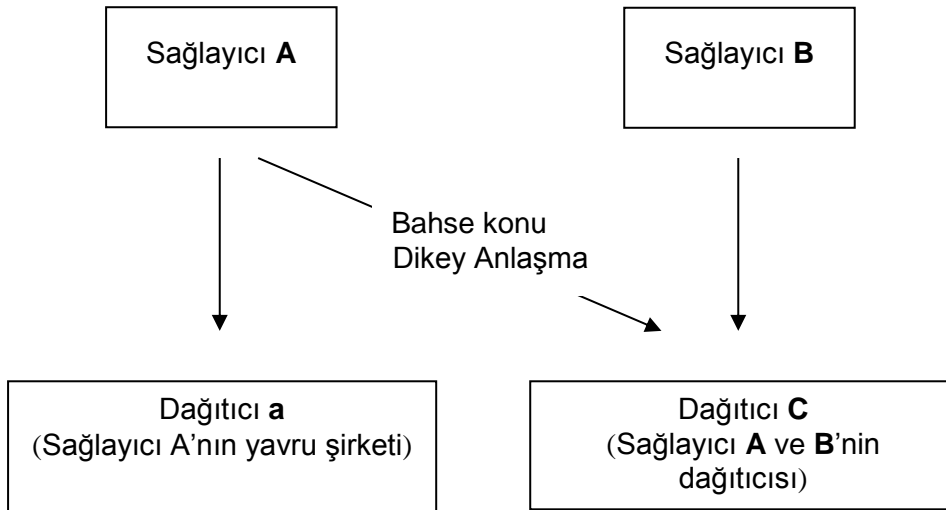 Sağlayıcı A
Sağlayıcı B
Bahse konu
Dikey Anlaşma
Dağıtıcı a
(Sağlayıcı A’nın yavru şirketi)
Dağıtıcı C
(Sağlayıcı A ve B’nin
dağıtıcısı)